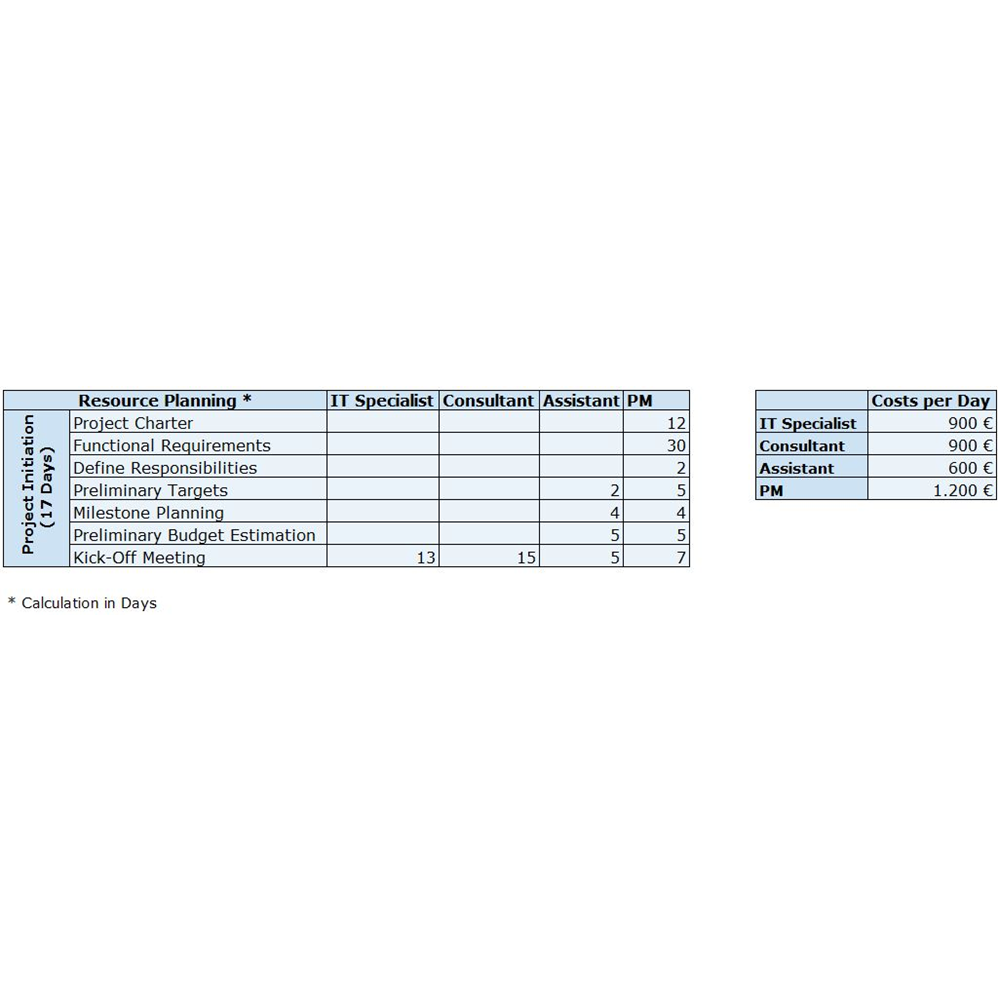 Resource Planning * IT Specialist Consultant Assistant PM
Project Initiation
(17 Days)
Project Charter 12
Functional Requirements 30
Define Responsibilities 2
Preliminary Targets 2 5
Milestone Planning 4 4
Preliminary Budget Estimation 5 5
Kick-Off Meeting 13 15 5 7
* Calculation in Days
Costs per Day
IT Specialist 900 €
Consultant 900 €
Assistant 600 €
PM 1.200 €